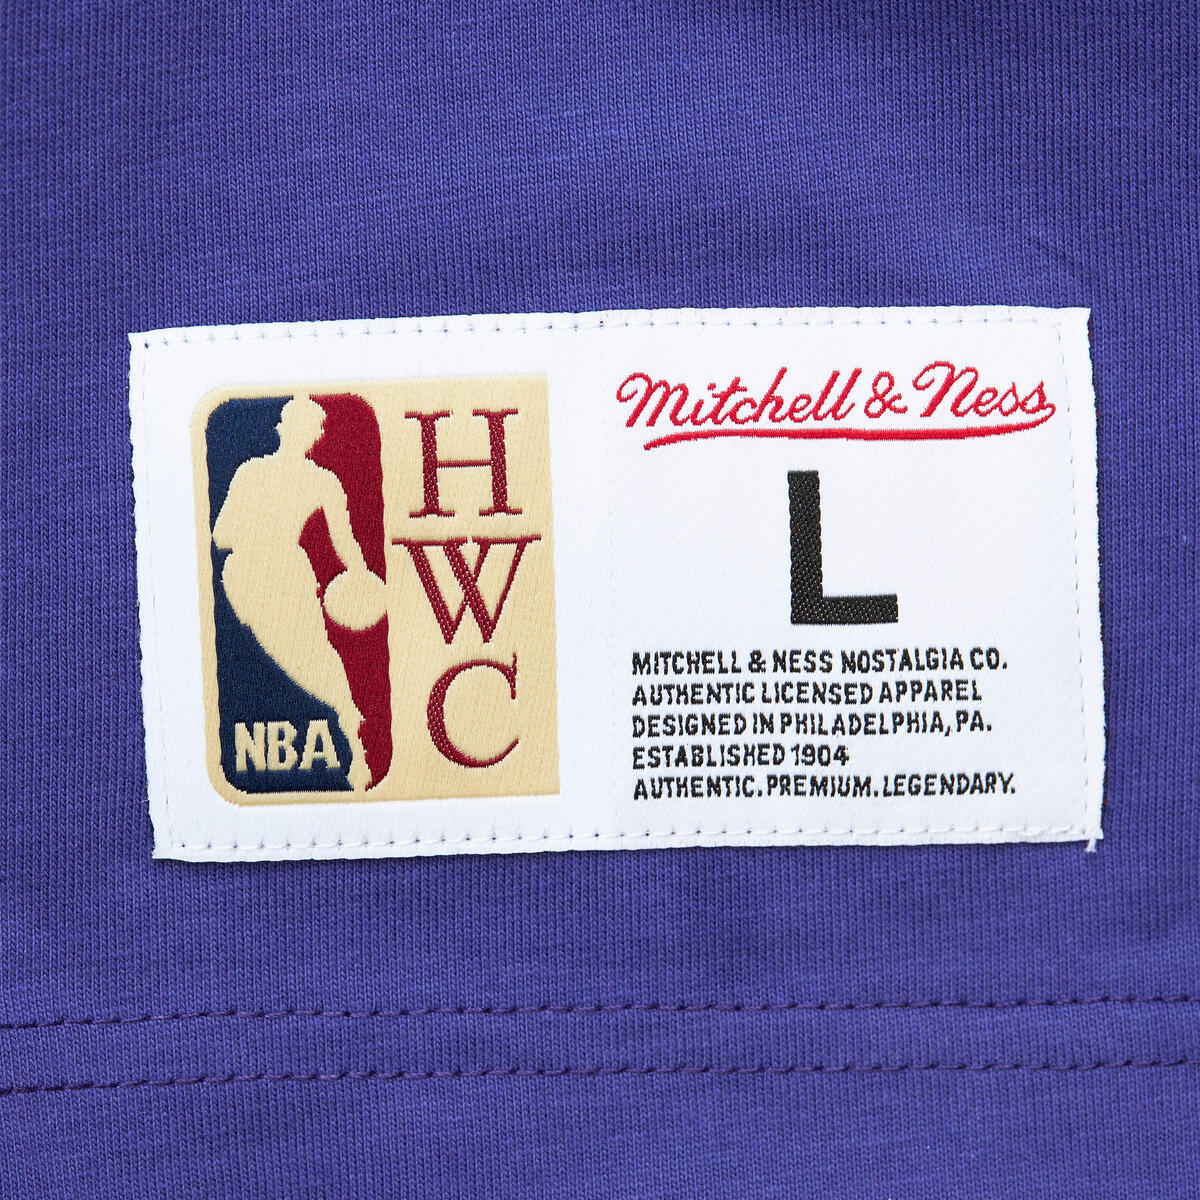 NBA
H
W
C
Mitchell & Ness
L
MITCHELL & NESS NOSTALGIA CO.
AUTHENTIC LICENSED APPAREL
DESIGNED IN PHILADELPHIA, PA.
ESTABLISHED 1904
AUTHENTIC. PREMIUM. LEGENDARY.